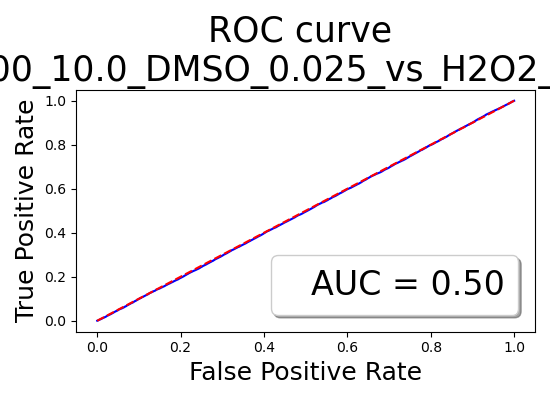 ROC curve
00_10.0_DMSO_0.025_vs_H2O2_
True Positive Rate
1.0
0.8
0.6
0.4
0.2
0.0
AUC = 0.50
0.0 0.2 0.4 0.6 0.8 1.0
False Positive Rate